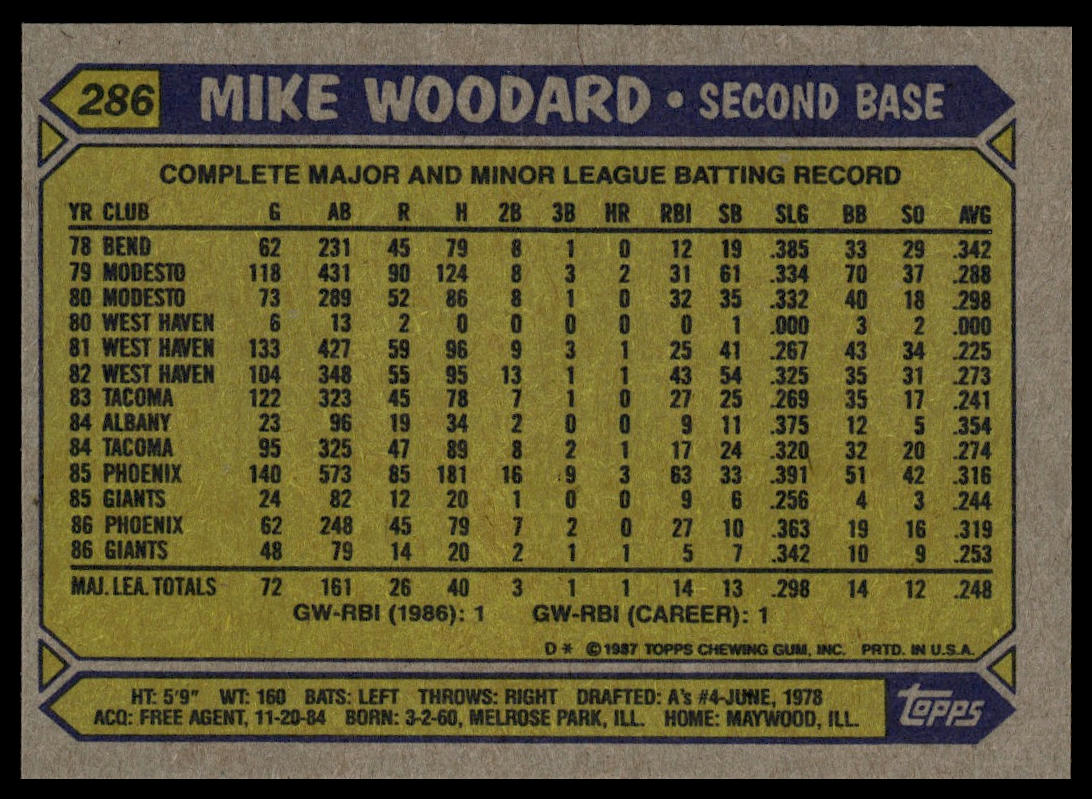 286 MIKE WOODARD • SECOND BASE
COMPLETE MAJOR AND MINOR LEAGUE BATTING RECORD
YR CLUB G AB R H 2B 3B HR RBI SB SLG BB SO AVG
78 BEND 62 231 45 79 8 1 0 12 19 .385 33 29 .342
79 MODESTO 118 431 90 124 8 3 2 31 61 .334 70 37 .288
80 MODESTO 73 289 52 86 8 1 0 32 35 .332 40 18 .298
80 WEST HAVEN 6 13 2 0 0 0 0 0 1 .000 3 2 .000
81 WEST HAVEN 133 427 59 96 9 3 1 25 41 .267 43 34 .225
82 WEST HAVEN 104 348 55 95 13 1 1 43 54 .325 35 31 .273
83 TACOMA 122 323 45 78 7 1 0 27 25 .269 35 17 .241
84 ALBANY 23 96 19 34 2 0 0 9 11 .375 12 5 .354
84 TACOMA 95 325 47 89 8 2 1 17 24 .320 32 20 .274
85 PHOENIX 140 573 85 181 16 9 3 63 33 .391 51 42 .316
85 GIANTS 24 82 12 20 1 0 0 9 6 .256 4 3 .244
86 PHOENIX 62 248 45 79 7 2 0 27 10 .363 19 16 .319
86 GIANTS 48 79 14 20 2 1 1 5 7 .342 10 9 .253
MAJ. LEA. TOTALS 72 161 26 40 3 1 1 14 13 .298 14 12 .248
GW-RBI (1986): 1 GW-RBI (CAREER): 1
D * © 1987 TOPPS CHEWING GUM, INC. PRTD. IN U.S.A.
HT: 5'9" WT: 160 BATS: LEFT THROWS: RIGHT DRAFTED: A's #4-JUNE, 1978
ACQ: FREE AGENT, 11-20-84 BORN: 3-2-60, MELROSE PARK, ILL. HOME: MAYWOOD, ILL.
topps